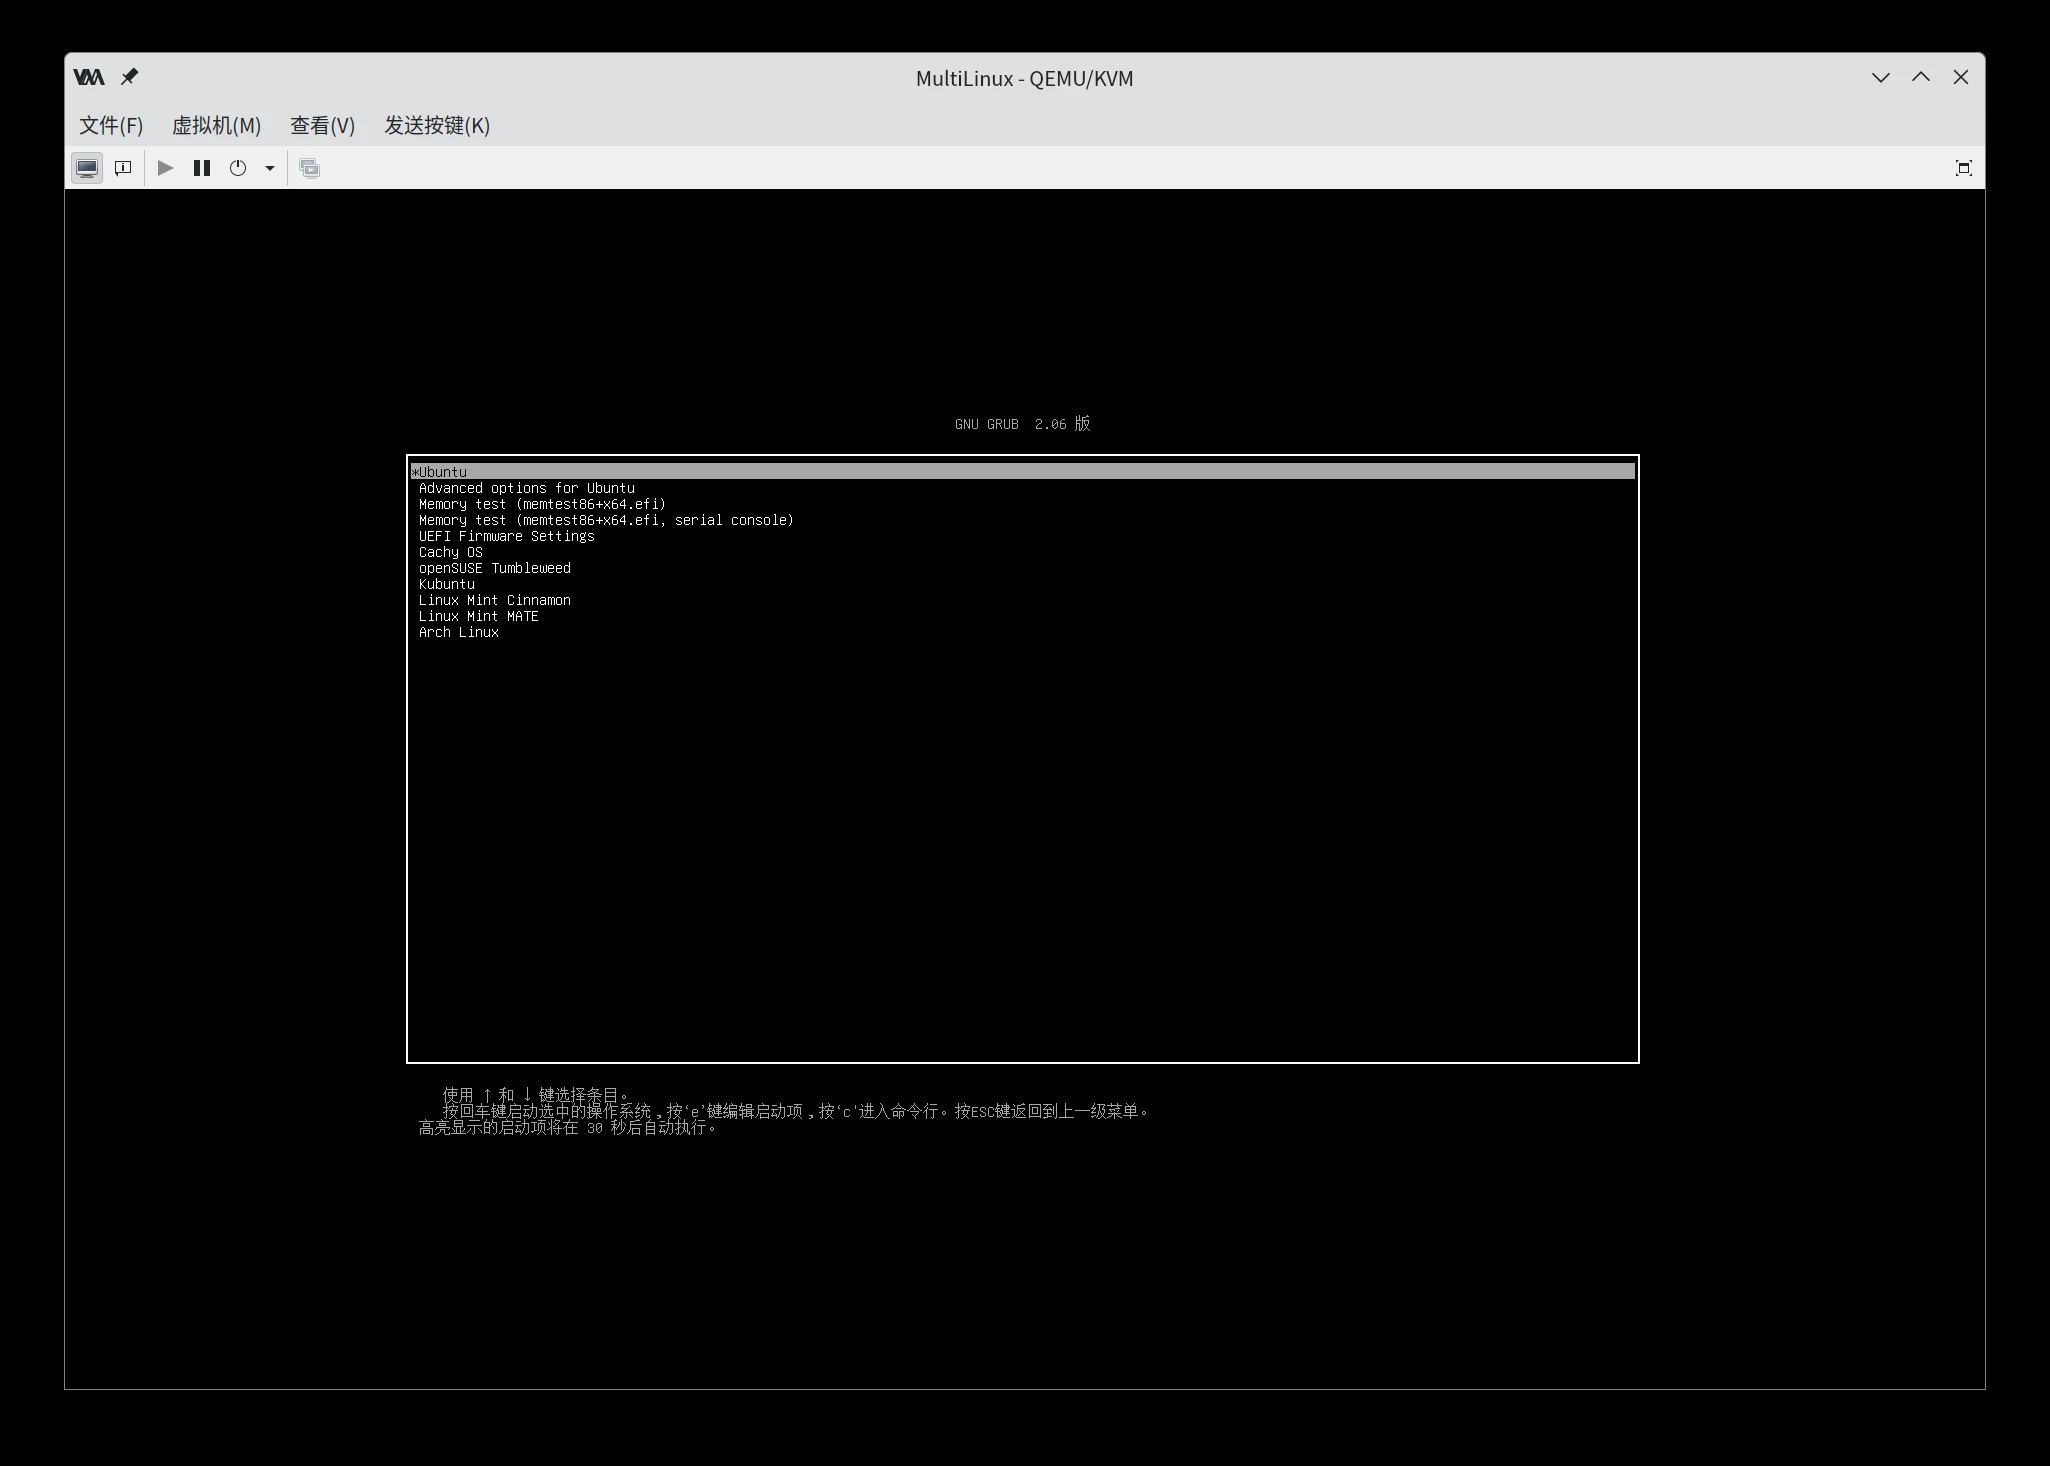 MultiLinux - QEMU/KVM
文件(F) 虚拟机(M) 查看(V) 发送按键(K)
GNU GRUB 2.06 版
*Ubuntu
Advanced options for Ubuntu
Memory test (memtest86+x64.efi)
Memory test (memtest86+x64.efi, serial console)
UEFI Firmware Settings
Cachy OS
openSUSE Tumbleweed
Kubuntu
Linux Mint Cinnamon
Linux Mint MATE
Arch Linux
使用 ↑ 和 ↓ 键选择条目。
按回车键启动选中的操作系统，按‘e’键编辑启动项，按‘c'进入命令行。按ESC键返回到上一级菜单。
高亮显示的启动项将在 30 秒后自动执行。